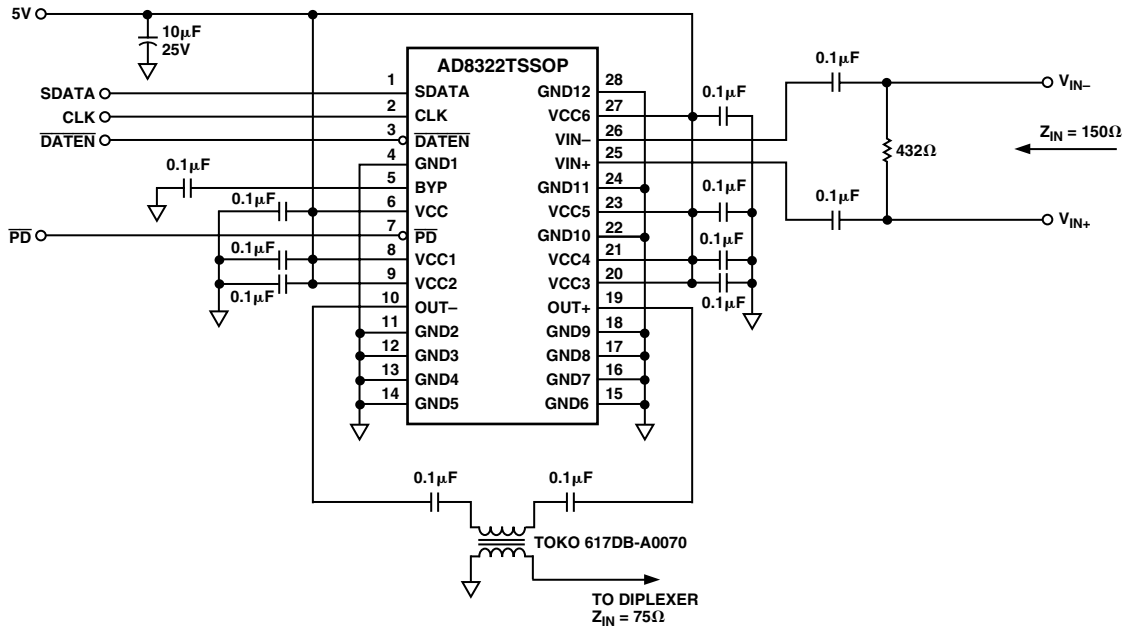 5V
10μF
25V
AD8322TSSOP
SDATA
CLK
DATEN
PD
0.1μF
0.1μF
0.1μF
0.1μF
1
2
3
4
5
6
7
8
9
10
11
12
13
14
SDATA
CLK
DATEN
GND1
BYP
VCC
PD
VCC1
VCC2
OUT–
GND2
GND3
GND4
GND5
GND12
VCC6
VIN–
VIN+
GND11
VCC5
GND10
VCC4
VCC3
OUT+
GND9
GND8
GND7
GND6
28
27
26
25
24
23
22
21
20
19
18
17
16
15
0.1μF
0.1μF
0.1μF
0.1μF
0.1μF
0.1μF
432Ω
VIN–
ZIN = 150Ω
VIN+
0.1μF
0.1μF
TOKO 617DB-A0070
TO DIPLEXER
ZIN = 75Ω